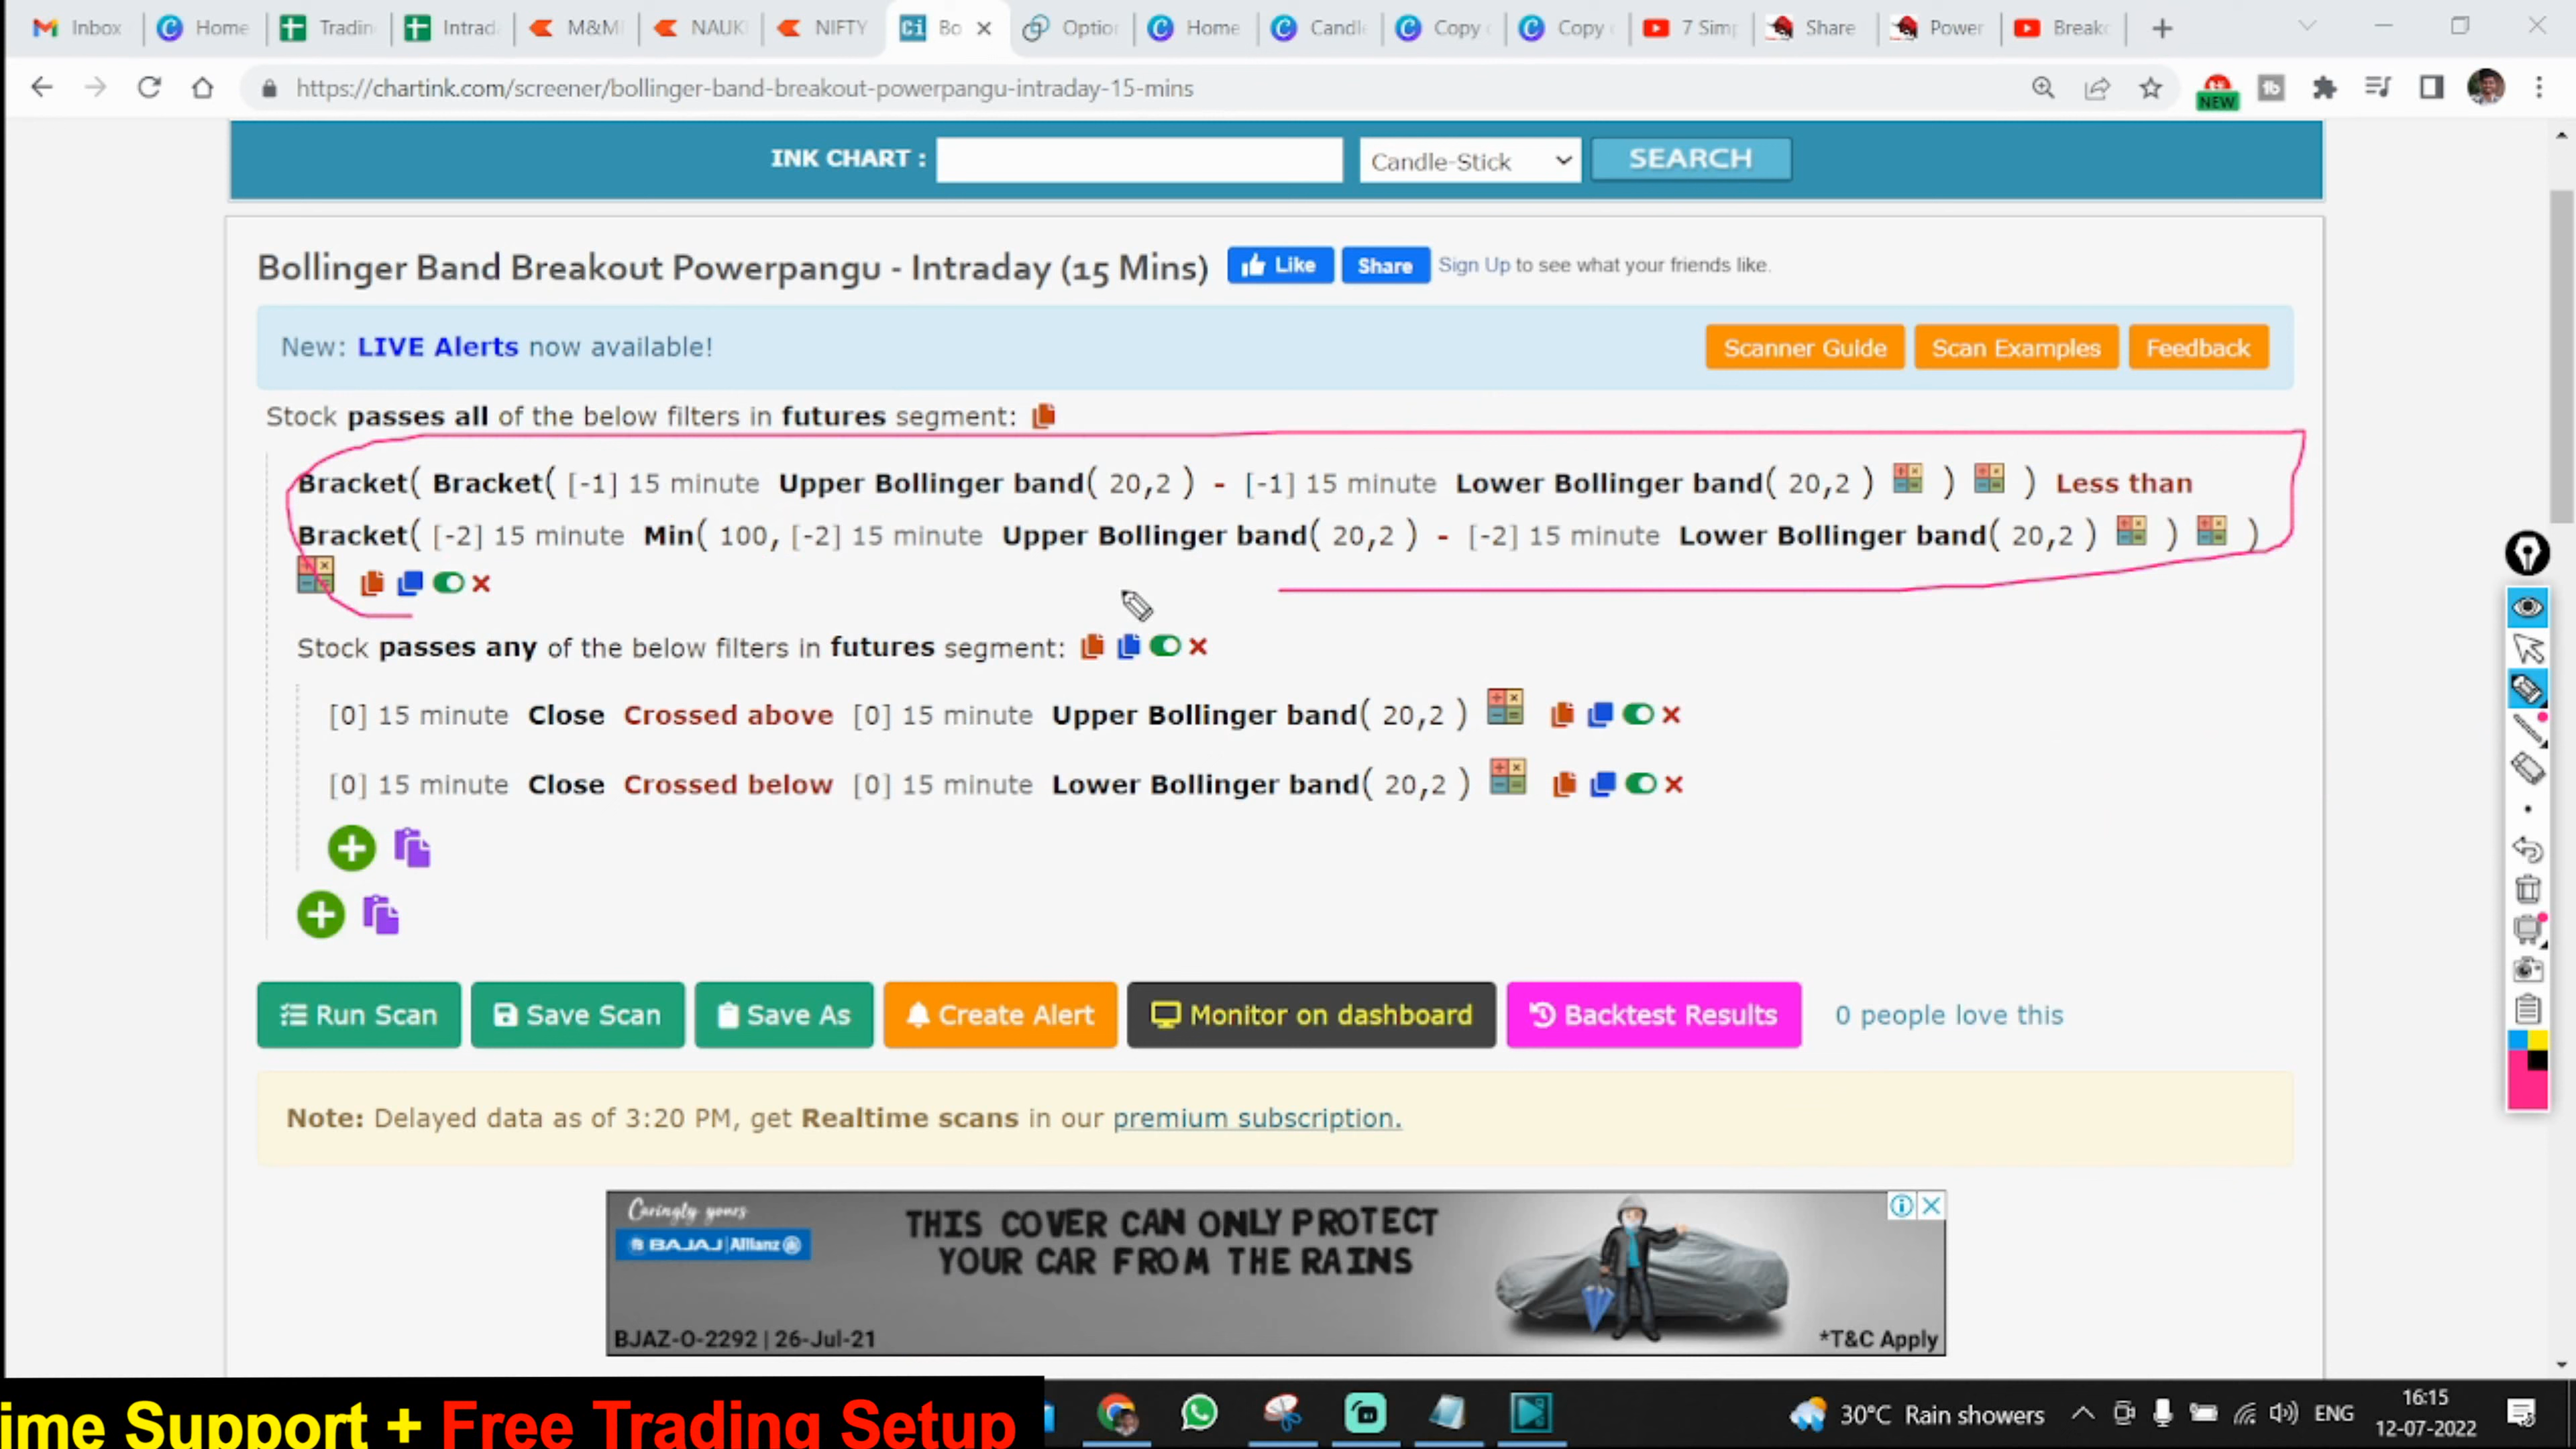 Inbox Home Tradin Intrad M&M NAUK NIFTY Ci Bo Option Home Candle Copy Copy 7 Simp Share Power Break
https://chartink.com/screener/bollinger-band-breakout-powerpangu-intraday-15-mins
NEW
INK CHART : Candle-Stick SEARCH
Bollinger Band Breakout Powerpangu - Intraday (15 Mins) Like Share Sign Up to see what your friends like.
New: LIVE Alerts now available! Scanner Guide Scan Examples Feedback
Stock passes all of the below filters in futures segment:
Bracket( Bracket( [-1] 15 minute Upper Bollinger band( 20,2 ) - [-1] 15 minute Lower Bollinger band( 20,2 ) ) ) Less than
Bracket( [-2] 15 minute Min( 100, [-2] 15 minute Upper Bollinger band( 20,2 ) - [-2] 15 minute Lower Bollinger band( 20,2 ) ) )
Stock passes any of the below filters in futures segment:
[0] 15 minute Close Crossed above [0] 15 minute Upper Bollinger band( 20,2 )
[0] 15 minute Close Crossed below [0] 15 minute Lower Bollinger band( 20,2 )
Run Scan Save Scan Save As Create Alert Monitor on dashboard Backtest Results 0 people love this
Note: Delayed data as of 3:20 PM, get Realtime scans in our premium subscription.
Caringly yours
BAJAJ Allianz
THIS COVER CAN ONLY PROTECT
YOUR CAR FROM THE RAINS
BJAZ-O-2292 | 26-Jul-21
*T&C Apply
ime Support + Free Trading Setup
30°C Rain showers ENG 16:15
12-07-2022